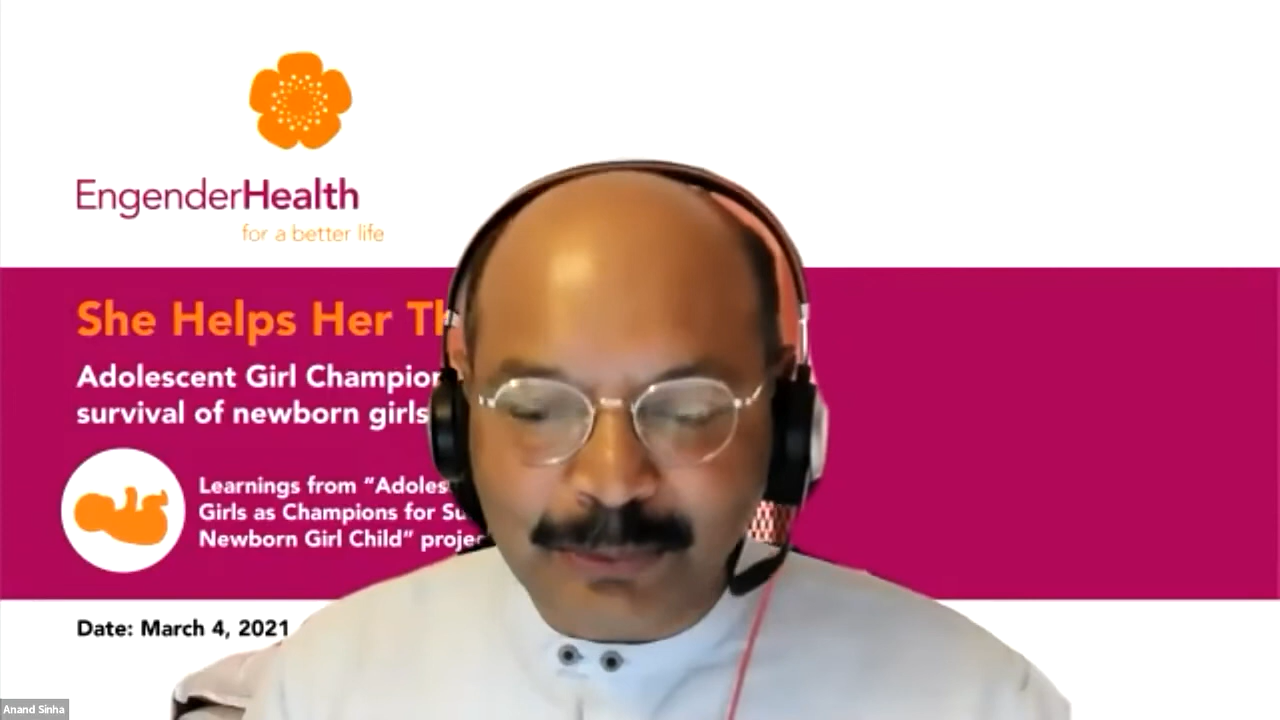 EngenderHealth
for a better life
She Helps Her
Adolescent Girl
survival of newborn girls
Learnings from
Girls as Champions for
Newborn Girl Child”
Date: March 4, 2021
Anand Sinha